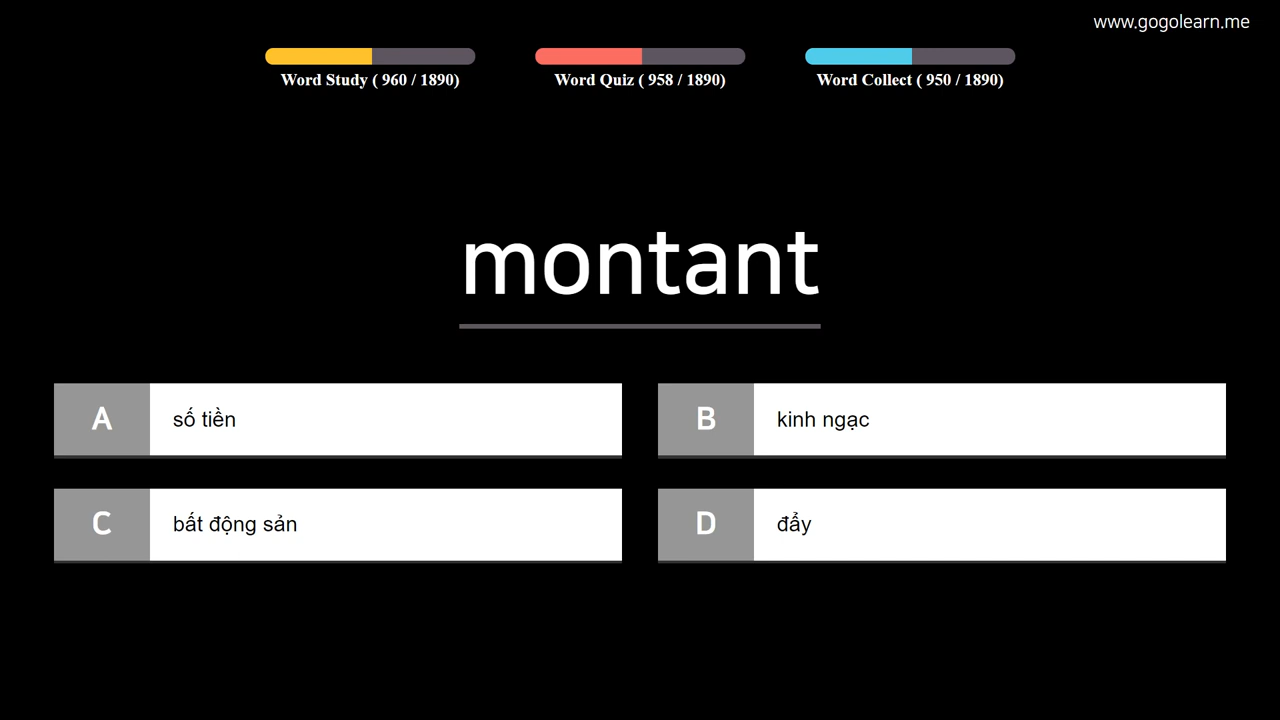 www.gogolearn.me
Word Study ( 960 / 1890)
Word Quiz ( 958 / 1890)
Word Collect ( 950 / 1890)
montant
A số tiền
B kinh ngạc
C bất động sản
D đẩy